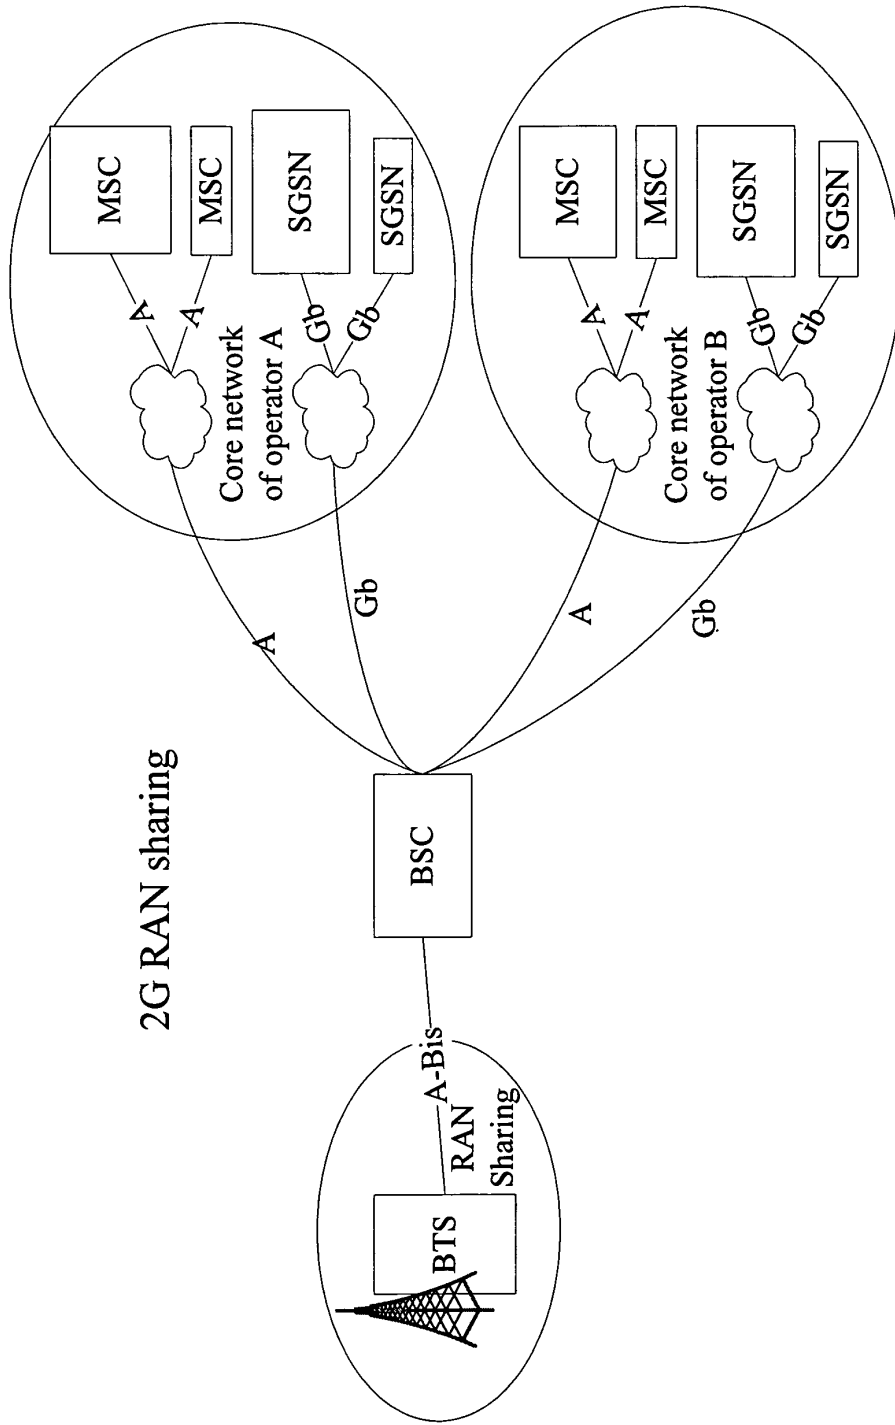 2G RAN sharing
BTS
RAN
Sharing
A-Bis
BSC
A
Gb
A
Gb
Core network
of operator A
A
A
Gb
Gb
MSC
MSC
SGSN
SGSN
Core network
of operator B
A
A
Gb
Gb
MSC
MSC
SGSN
SGSN